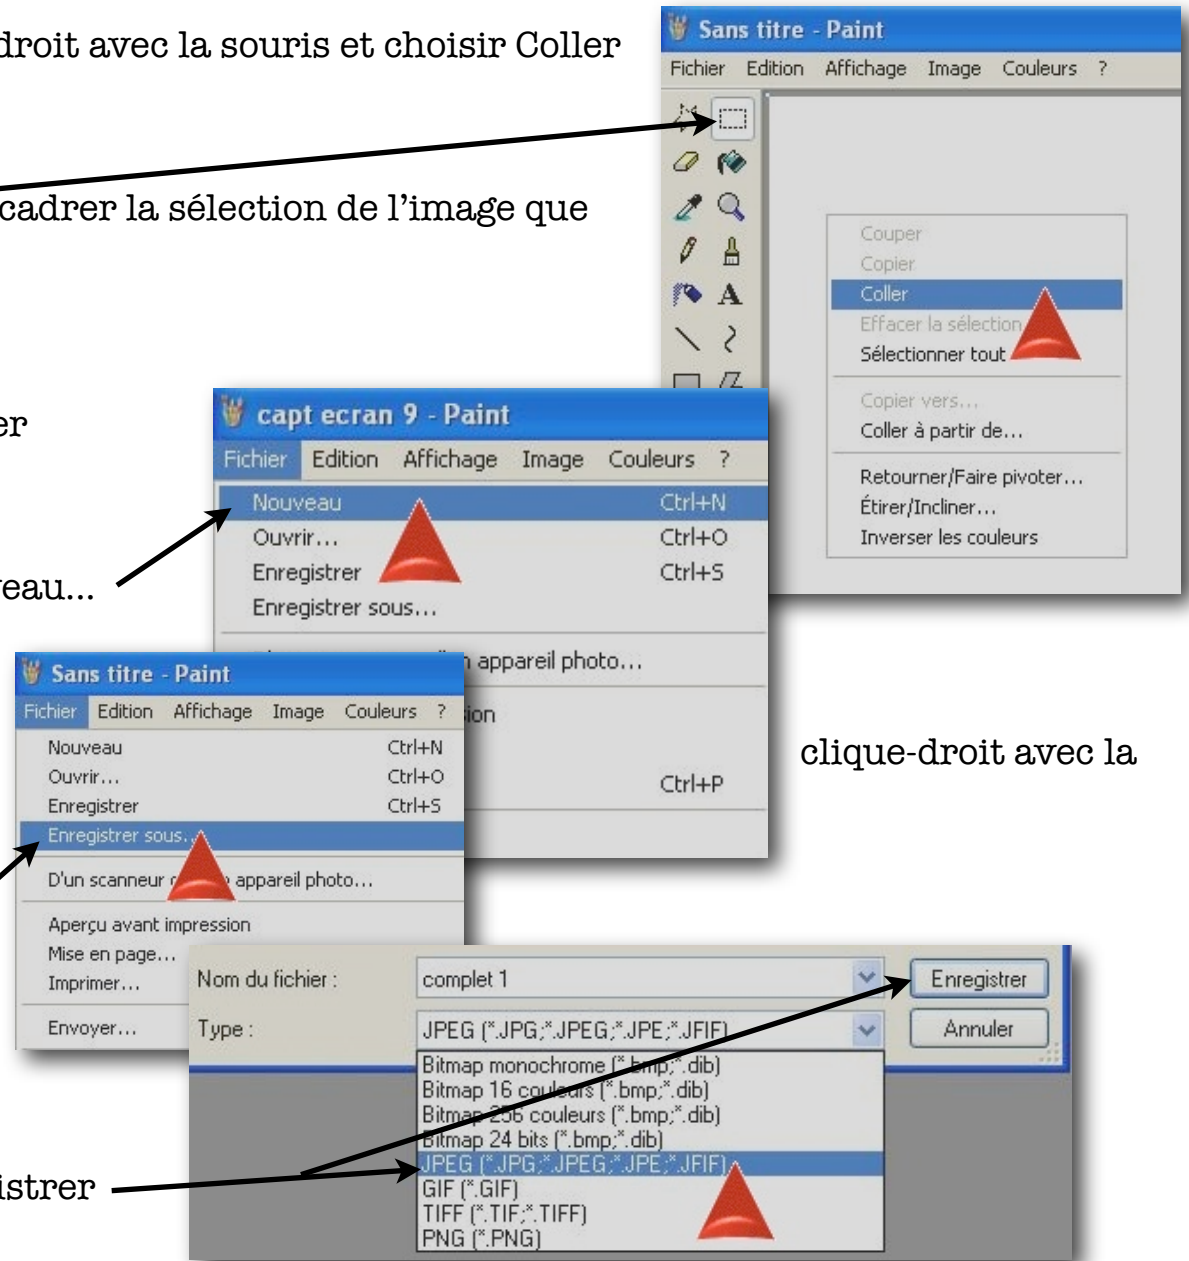 droit avec la souris et choisir Coller
Sans titre - Paint
Fichier Edition Affichage Image Couleurs ?
cadrer la sélection de l'image que
A
Couper
Copier
Coller
Effacer la sélection
Sélectionner tout
Copier vers...
Coller à partir de...
Retourner/Faire pivoter...
Étirer/Incliner...
Inverser les couleurs
er
capt ecran 9 - Paint
Fichier Edition Affichage Image Couleurs ?
Nouveau Ctrl+N
Ouvrir... Ctrl+O
Enregistrer Ctrl+S
Enregistrer sous...
appareil photo...
sion
Ctrl+P
veau...
Sans titre - Paint
Fichier Edition Affichage Image Couleurs ?
Nouveau Ctrl+N
Ouvrir... Ctrl+O
Enregistrer Ctrl+S
Enregistrer sous...
D'un scanneur appareil photo...
Aperçu avant impression
Mise en page...
Imprimer...
Envoyer...
clique-droit avec la
Nom du fichier : complet 1 Enregistrer
Type : JPEG (*.JPG;*.JPEG;*.JPE;*.JFIF) Annuler
Bitmap monochrome (*.bmp;*.dib)
Bitmap 16 couleurs (*.bmp;*.dib)
Bitmap 256 couleurs (*.bmp;*.dib)
Bitmap 24 bits (*.bmp;*.dib)
JPEG (*.JPG;*.JPEG;*.JPE;*.JFIF)
GIF (*.GIF)
TIFF (*.TIF;*.TIFF)
PNG (*.PNG)
istrer